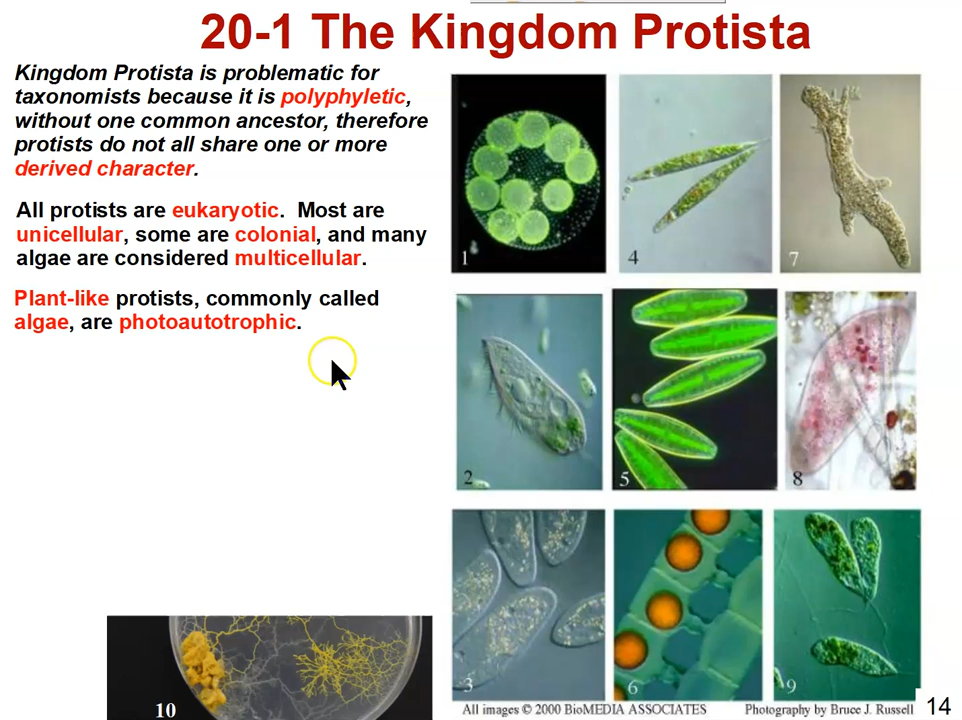 20-1 The Kingdom Protista
Kingdom Protista is problematic for
taxonomists because it is polyphyletic,
without one common ancestor, therefore
protists do not all share one or more
derived character.
All protists are eukaryotic.  Most are
unicellular, some are colonial, and many
algae are considered multicellular.
Plant-like protists, commonly called
algae, are photoautotrophic.
1
4
7
2
5
8
3
6
9
10
All images © 2000 BioMEDIA ASSOCIATES
Photography by Bruce J. Russell
14